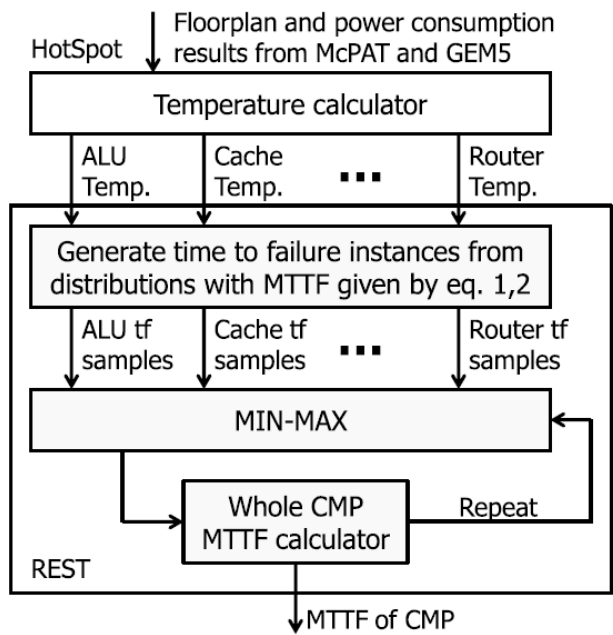 Floorplan and power consumption
HotSpot
results from McPAT and GEM5
Temperature calculator
ALU
Temp.
Cache
Temp.
...
Router
Temp.
Generate time to failure instances from
distributions with MTTF given by eq. 1,2
ALU tf
samples
Cache tf
samples
...
Router tf
samples
MIN-MAX
Whole CMP
MTTF calculator
Repeat
REST
MTTF of CMP